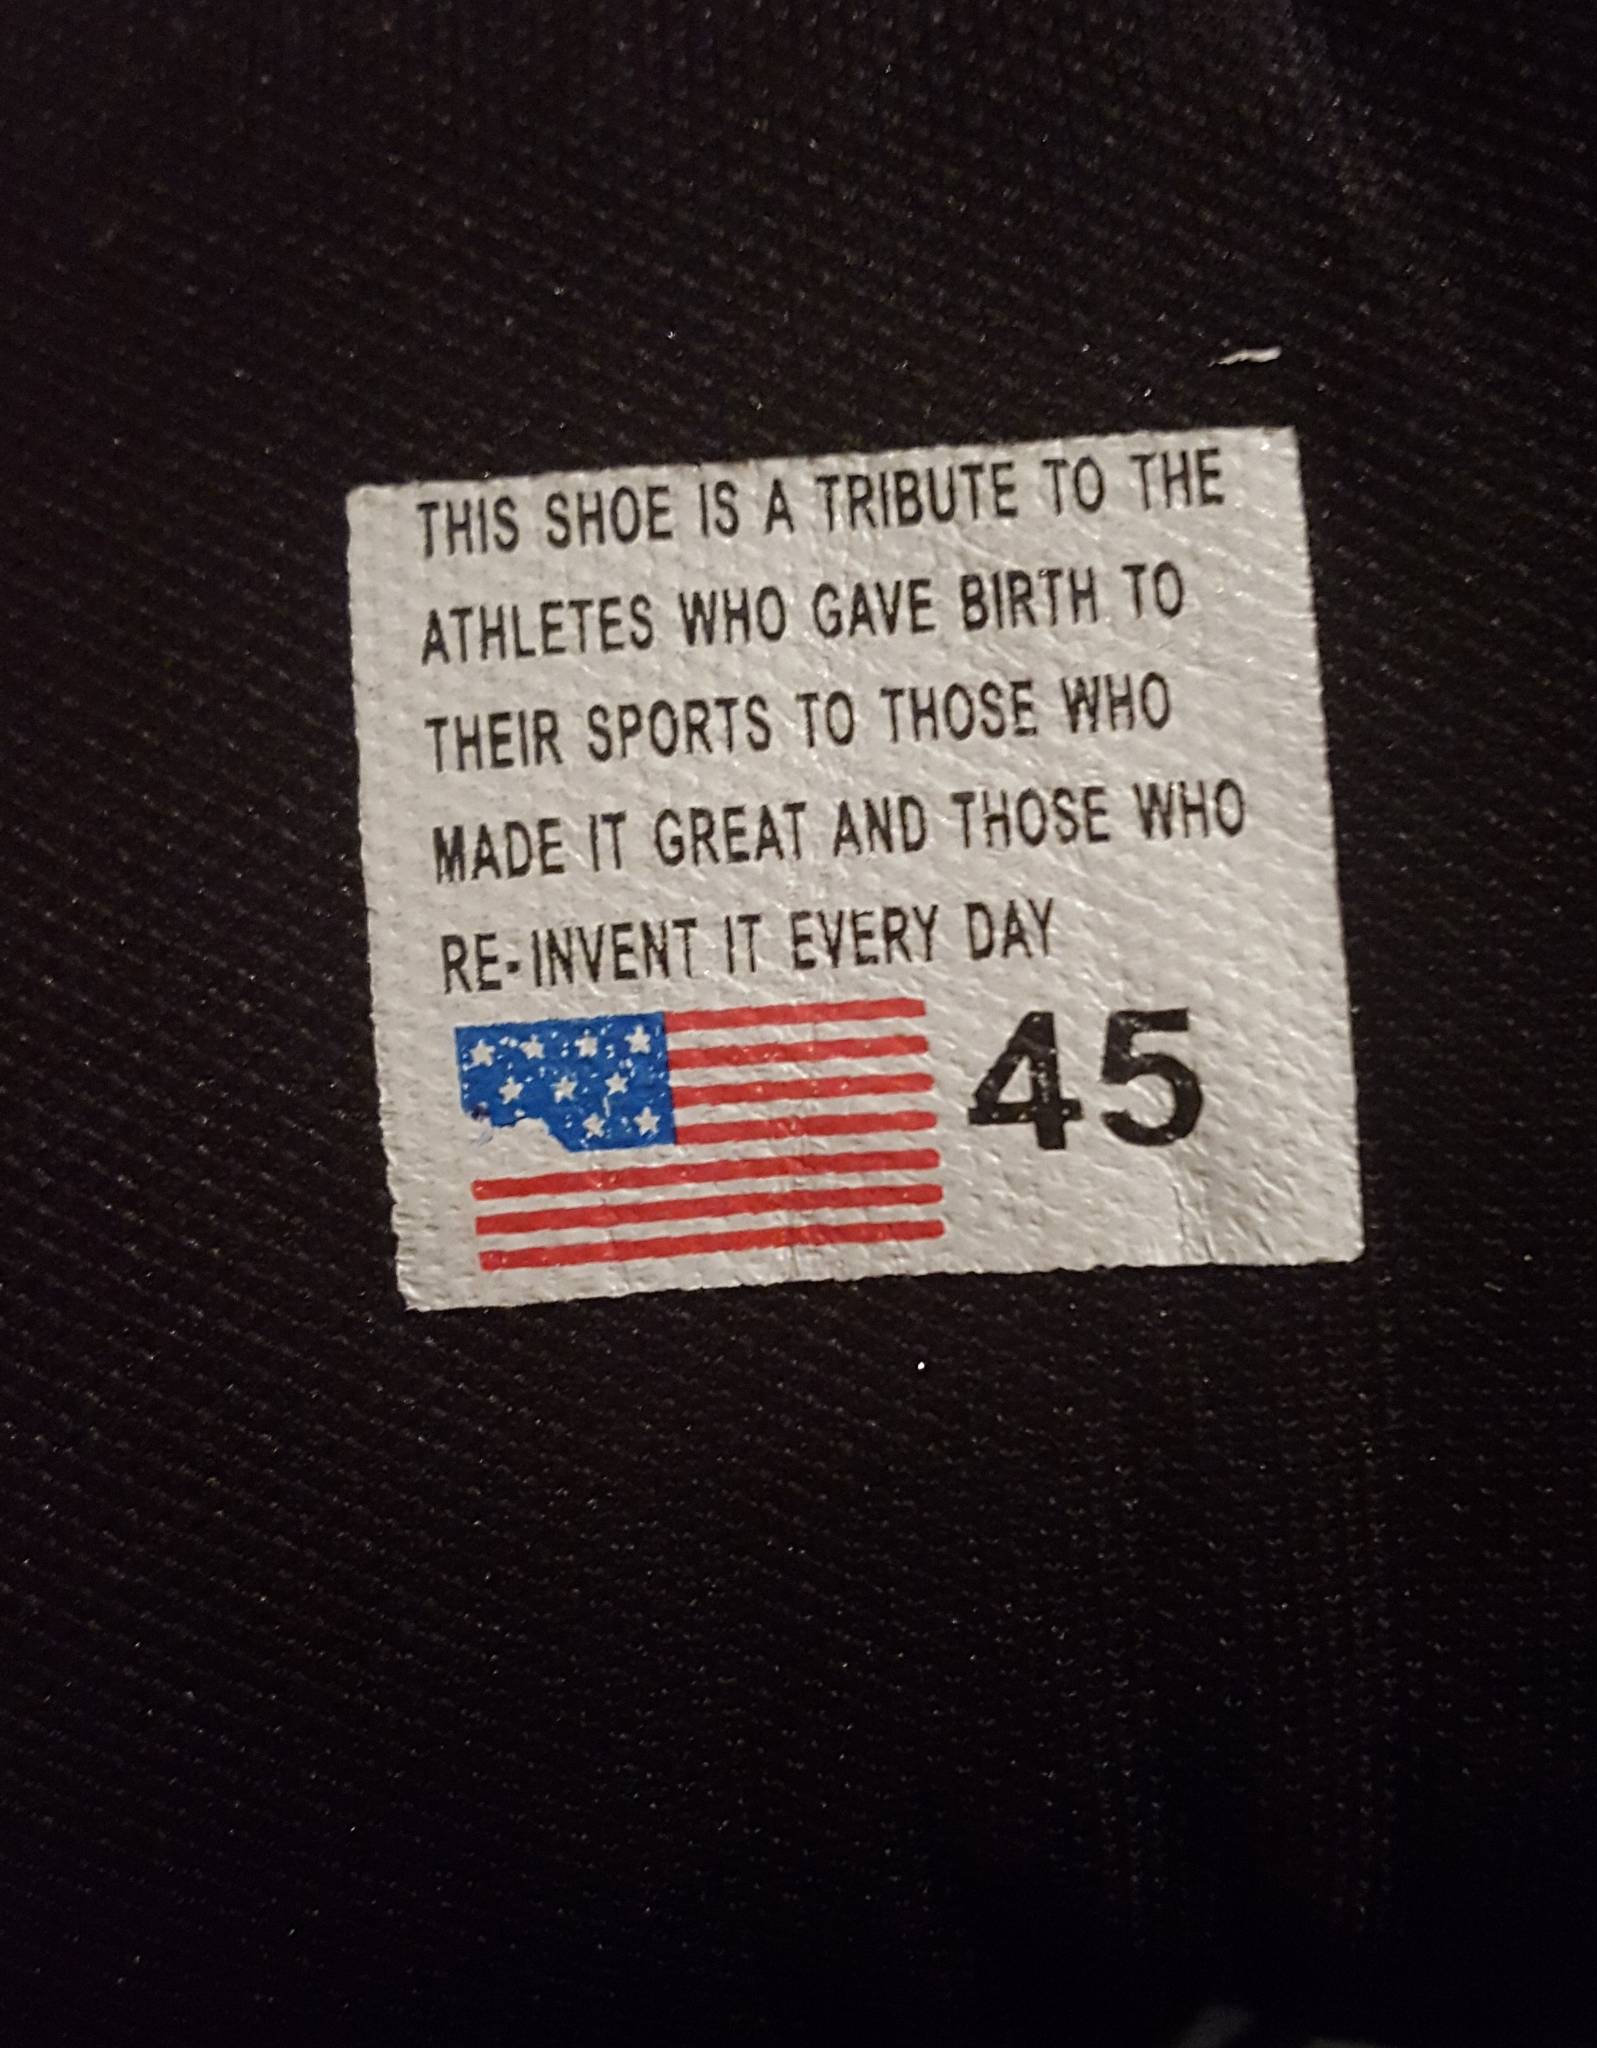 THIS SHOE IS A TRIBUTE TO THE
ATHLETES WHO GAVE BIRTH TO
THEIR SPORTS TO THOSE WHO
MADE IT GREAT AND THOSE WHO
RE-INVENT IT EVERY DAY
45